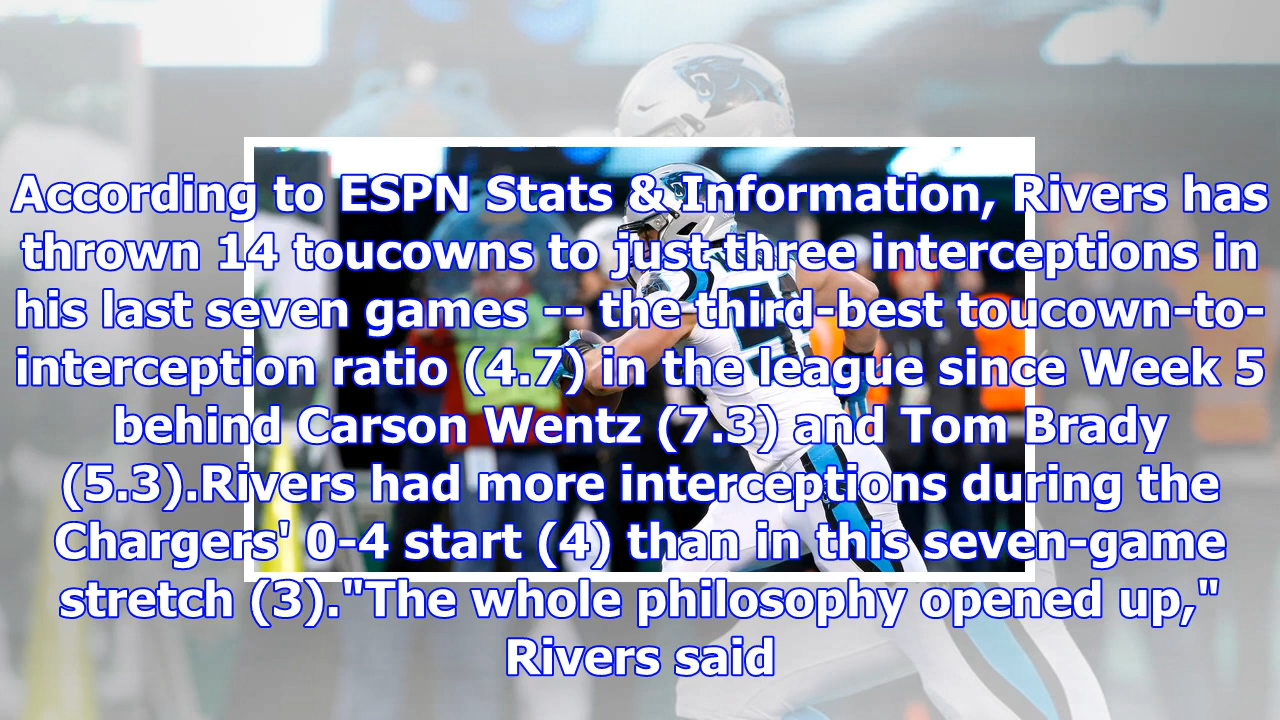 According to ESPN Stats & Information, Rivers has
thrown 14 toucowns to just three interceptions in
his last seven games -- the third-best toucown-to-
interception ratio (4.7) in the league since Week 5
behind Carson Wentz (7.3) and Tom Brady
(5.3).Rivers had more interceptions during the
Chargers' 0-4 start (4) than in this seven-game
stretch (3)."The whole philosophy opened up,"
Rivers said